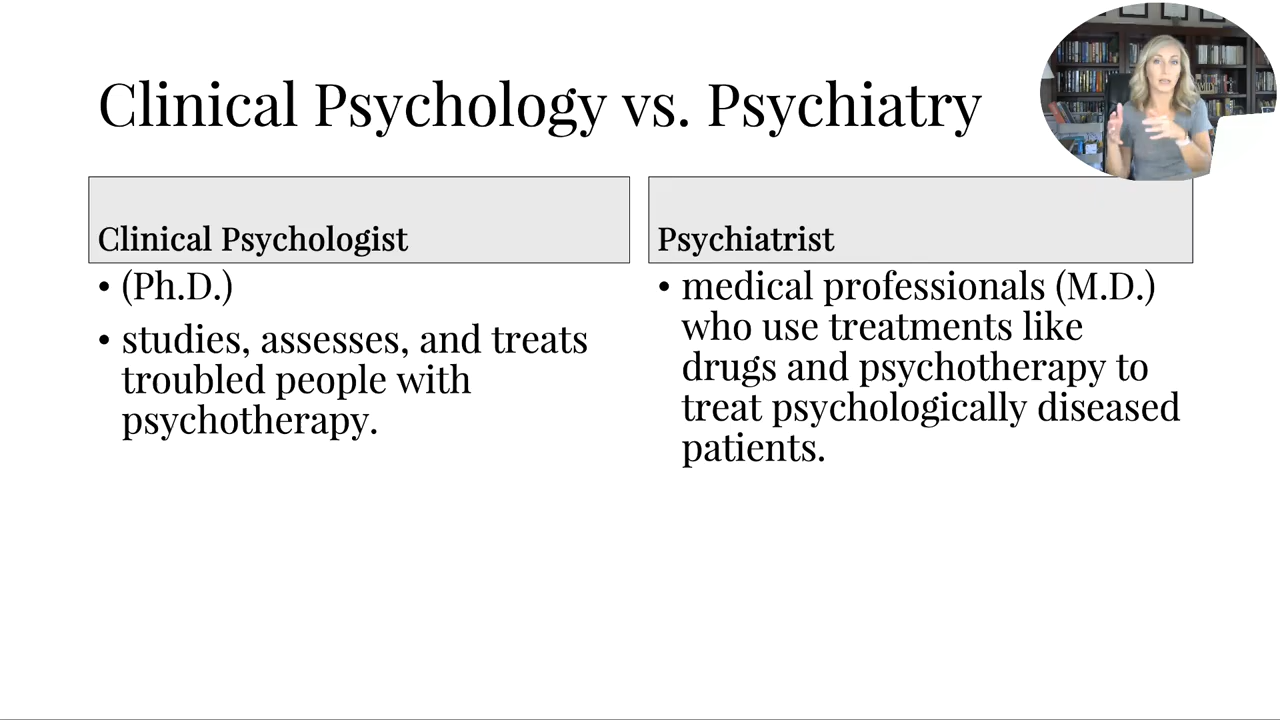 Clinical Psychology vs. Psychiatry
Clinical Psychologist
• (Ph.D.)
• studies, assesses, and treats
troubled people with
psychotherapy.
Psychiatrist
• medical professionals (M.D.)
who use treatments like
drugs and psychotherapy to
treat psychologically diseased
patients.